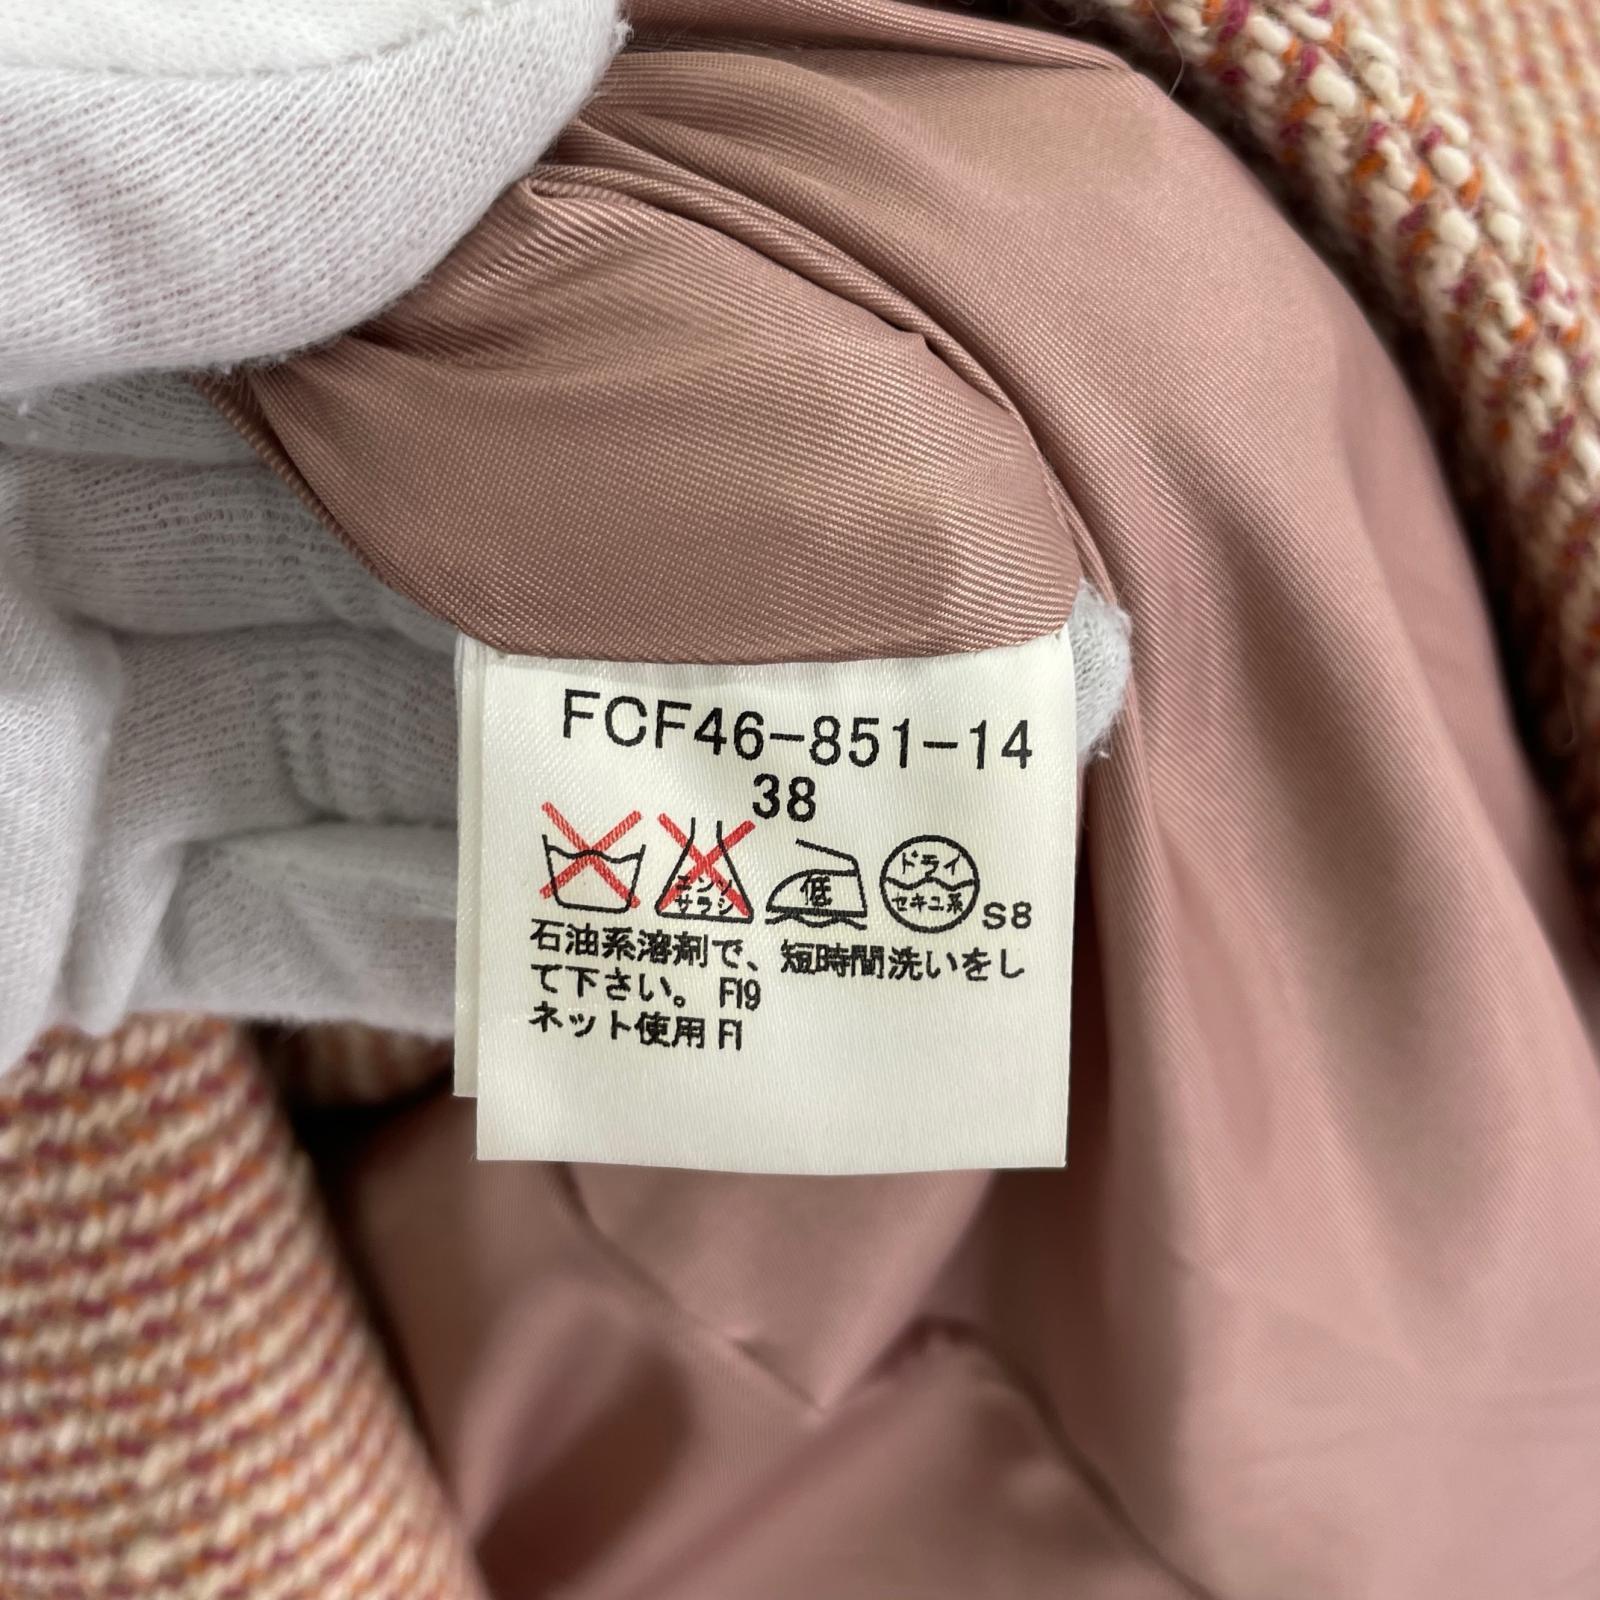 FCF46-851-14
38
エンソ
サラシ
低
ドライ
セキユ系
S8
石油系溶剤で、短時間洗いをし
て下さい。 F19
ネット使用 F1